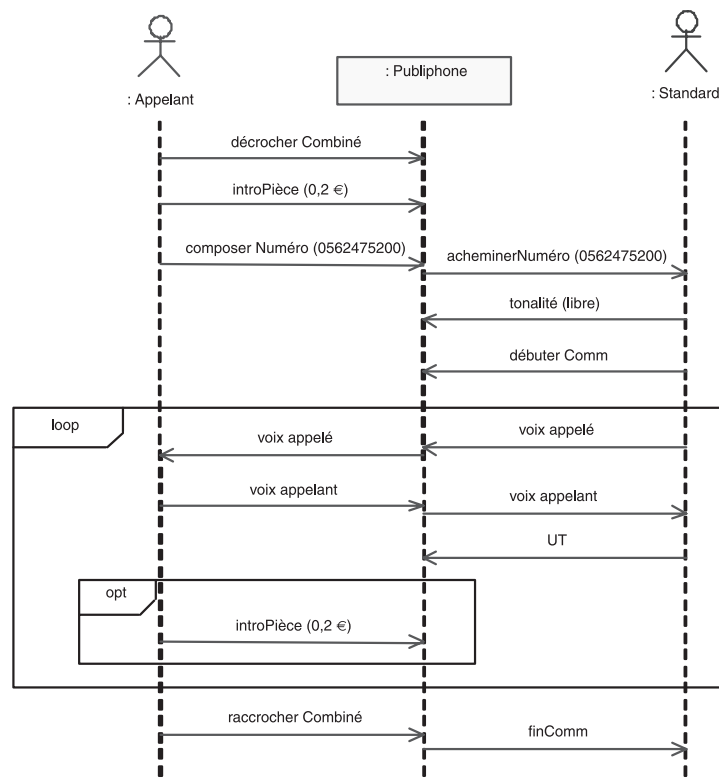 : Appelant
: Publiphone
: Standard
décrocher Combiné
introPièce (0,2 €)
composer Numéro (0562475200)
acheminerNuméro (0562475200)
tonalité (libre)
débuter Comm
loop
voix appelé
voix appelé
voix appelant
voix appelant
UT
opt
introPièce (0,2 €)
raccrocher Combiné
finComm